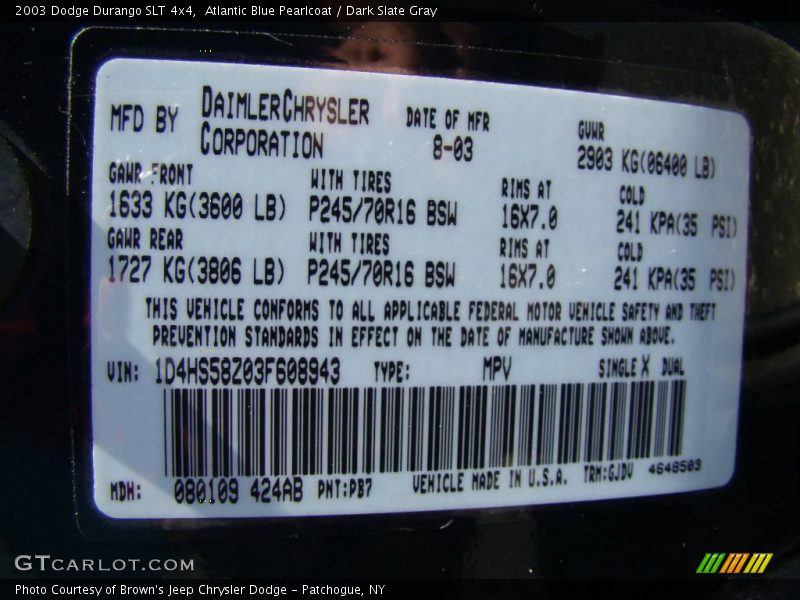 2003 Dodge Durango SLT 4x4,  Atlantic Blue Pearlcoat / Dark Slate Gray
MFD BY DAIMLERCHRYSLER CORPORATION
DATE OF MFR
8-03
GVWR
2903 KG(06400 LB)
GAWR FRONT WITH TIRES RIMS AT COLD
1633 KG(3600 LB) P245/70R16 BSW 16X7.0 241 KPA(35 PSI)
GAWR REAR WITH TIRES RIMS AT COLD
1727 KG(3806 LB) P245/70R16 BSW 16X7.0 241 KPA(35 PSI)
THIS VEHICLE CONFORMS TO ALL APPLICABLE FEDERAL MOTOR VEHICLE SAFETY AND THEFT
PREVENTION STANDARDS IN EFFECT ON THE DATE OF MANUFACTURE SHOWN ABOVE.
VIN: 1D4HS58Z03F608943 TYPE: MPV SINGLE X DUAL
MDH: 080109 424AB PNT:PB7 VEHICLE MADE IN U.S.A. TRM:GJDV 4648503
GTCARLOT.COM
Photo Courtesy of Brown's Jeep Chrysler Dodge - Patchogue, NY